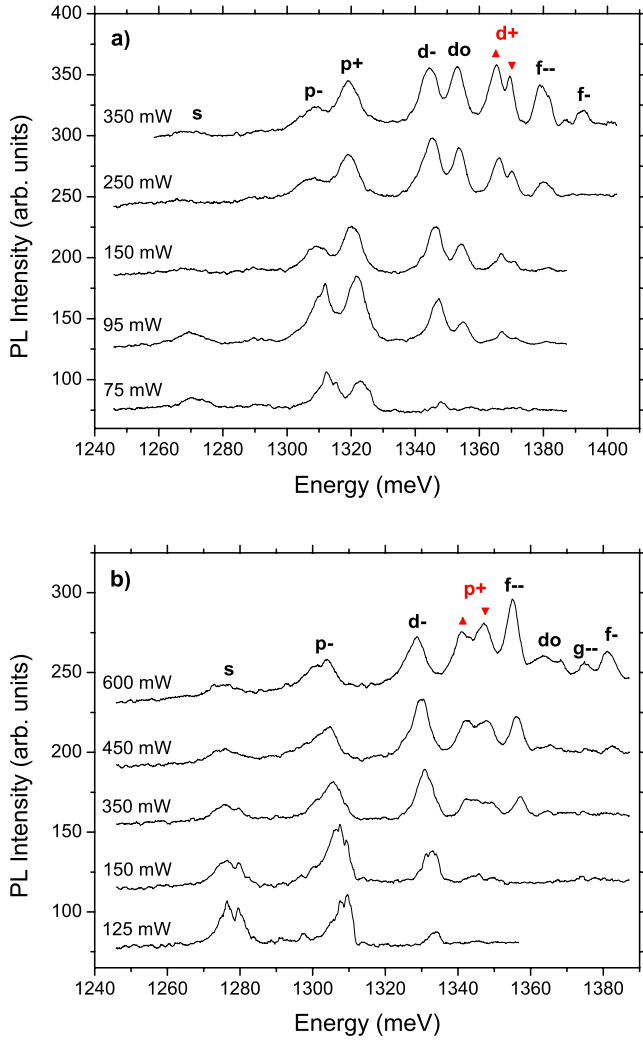 400
a)
d+
d-
do
f--
350
p+
p-
f-
s
350 mW
300
250 mW
250
150 mW
200
95 mW
150
75 mW
100
PL Intensity (arb. units)
1240 1260 1280 1300 1320 1340 1360 1380 1400
Energy (meV)
b)
f--
p+
300
d-
do
f-
p-
g--
s
250
600 mW
450 mW
200
350 mW
150
150 mW
125 mW
100
PL Intensity (arb. units)
1240 1260 1280 1300 1320 1340 1360 1380
Energy (meV)